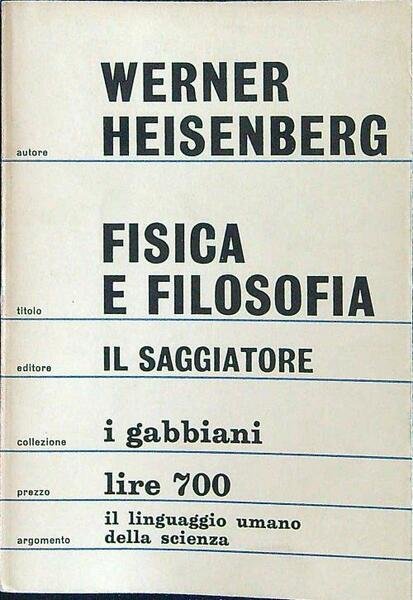 WERNER
autore HEISENBERG
FISICA
titolo E FILOSOFIA
editore IL SAGGIATORE
collezione i gabbiani
prezzo lire 700
il linguaggio umano
argomento della scienza